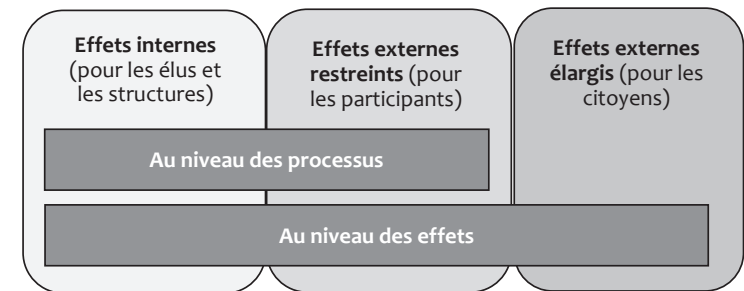 Effets internes
(pour les élus et
les structures)
Effets externes
restreints (pour
les participants)
Effets externes
élargis (pour les
citoyens)
Au niveau des processus
Au niveau des effets